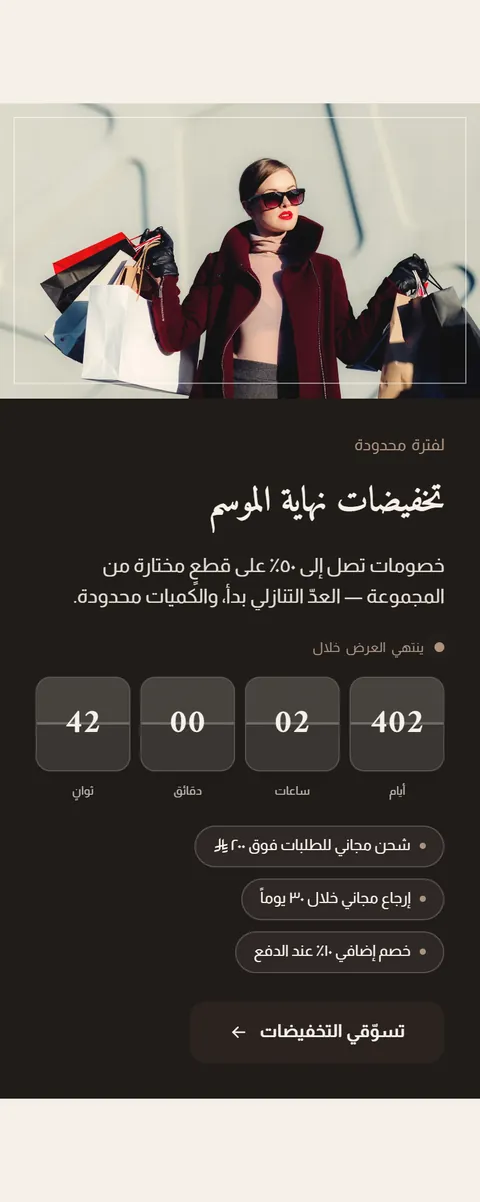 لفترة محدودة
تخفيضات نهاية الموسم
خصومات تصل إلى ٥٠٪ على قطعٍ مختارة من
المجموعة — العدّ التنازلي بدأ، والكميات محدودة.
ينتهي العرض خلال
402 02 00 42
أيام ساعات دقائق ثوانٍ
شحن مجاني للطلبات فوق ٢٠٠ ⃁
إرجاع مجاني خلال ٣٠ يوماً
خصم إضافي ١٠٪ عند الدفع
تسوّقي التخفيضات ←